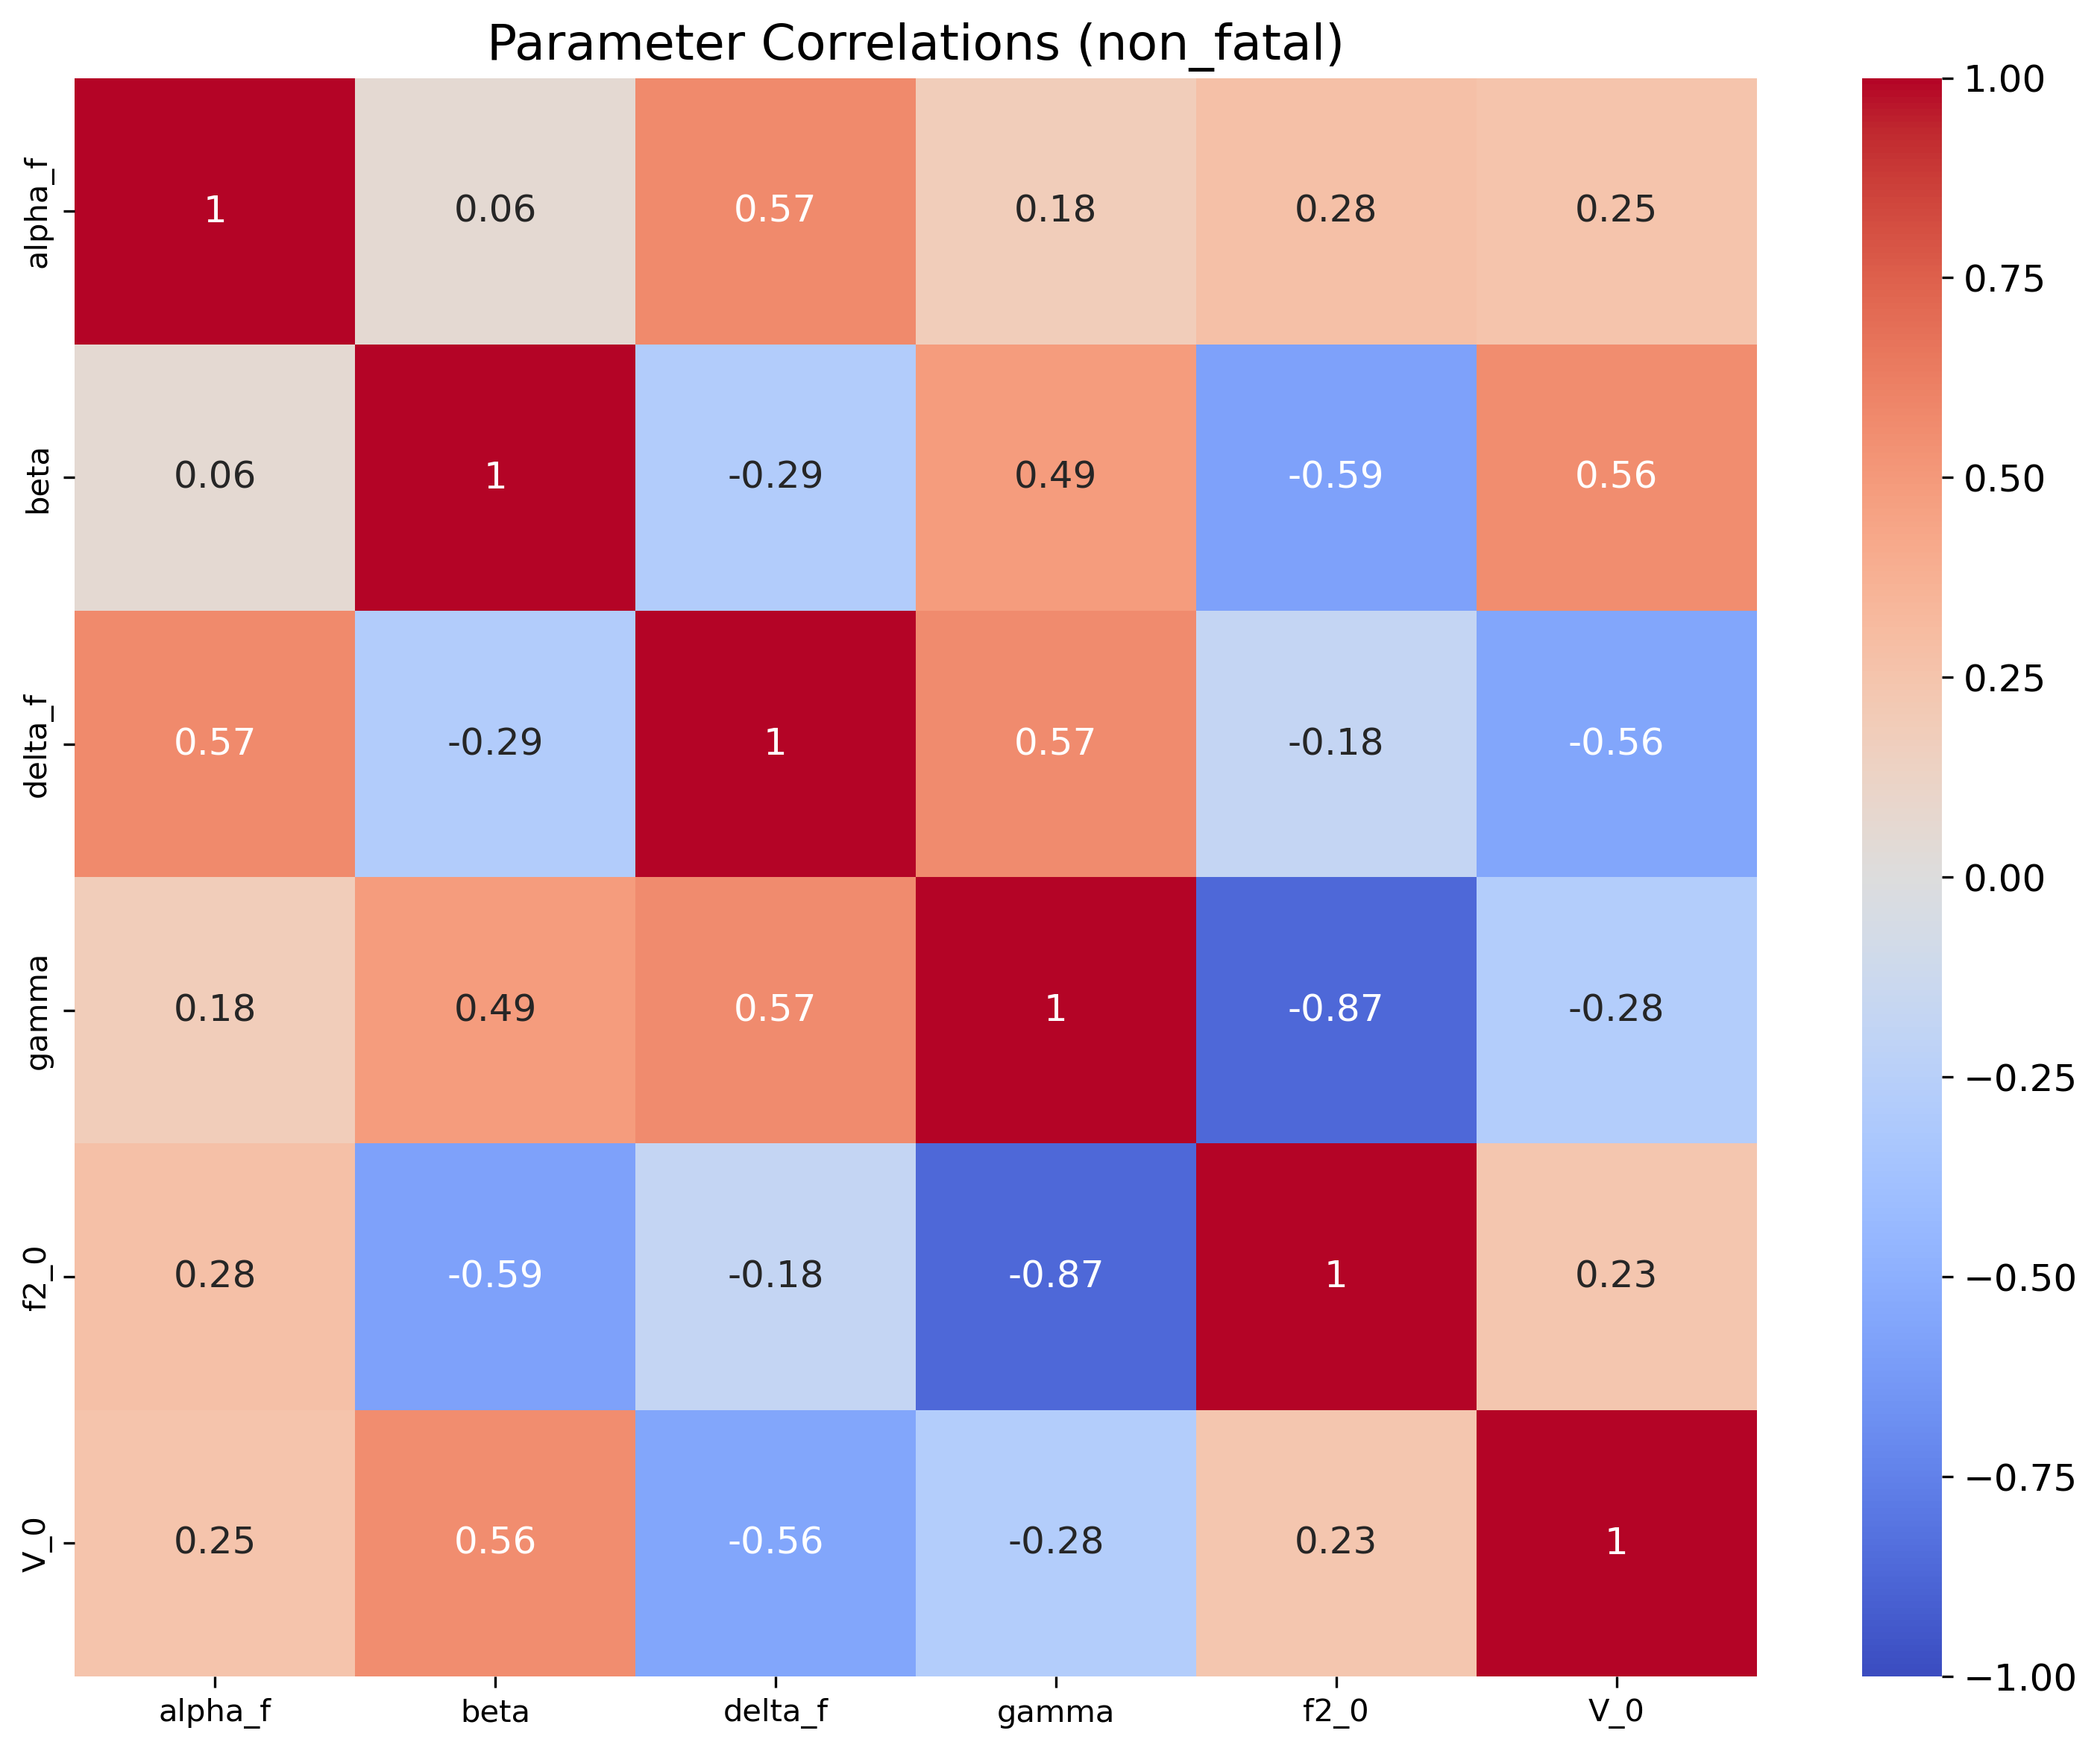 Parameter Correlations (non_fatal)
alpha_f 1 0.06 0.57 0.18 0.28 0.25
beta 0.06 1 -0.29 0.49 -0.59 0.56
delta_f 0.57 -0.29 1 0.57 -0.18 -0.56
gamma 0.18 0.49 0.57 1 -0.87 -0.28
f2_0 0.28 -0.59 -0.18 -0.87 1 0.23
V_0 0.25 0.56 -0.56 -0.28 0.23 1
alpha_f beta delta_f gamma f2_0 V_0
1.00
0.75
0.50
0.25
0.00
−0.25
−0.50
−0.75
−1.00